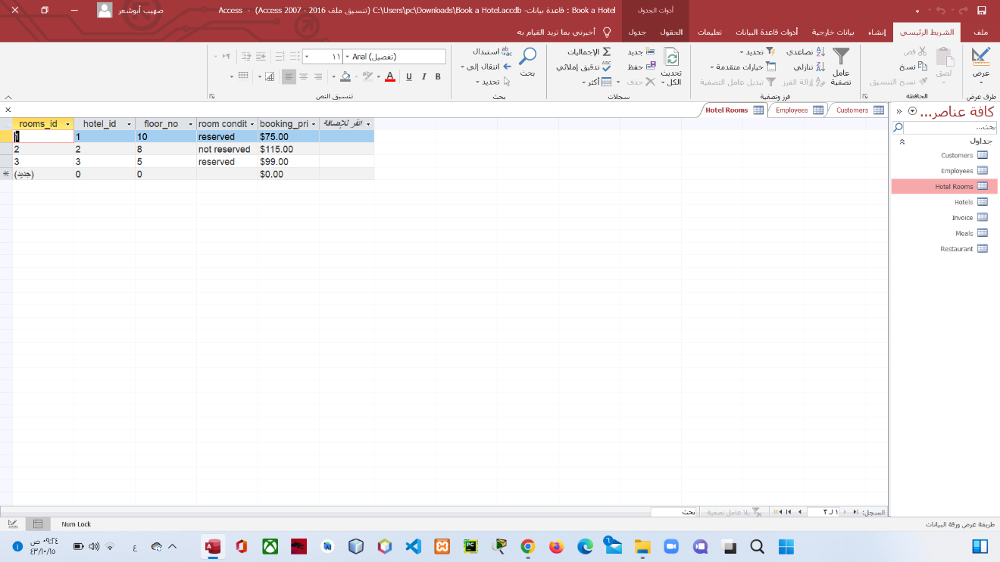 Book a Hotel : قاعدة بيانات- C:\Users\pc\Downloads\Book a Hotel.accdb (تنسيق ملف Access 2007 - 2016) - Access
أدوات الجدول
صهيب أبوشعر
ملف
الشريط الرئيسي
إنشاء
بيانات خارجية
أدوات قاعدة البيانات
تعليمات
الحقول
جدول
أخبرني بما تريد القيام به
عرض
طرق عرض
لصق
قص
نسخ
نسخ التنسيق
الحافظة
عامل تصفية
تصاعدي
تنازلي
إزالة الفرز
تحديد
خيارات متقدمة
تبديل عامل التصفية
فرز وتصفية
تحديث الكل
جديد
حفظ
حذف
الإجماليات
تدقيق إملائي
أكثر
سجلات
بحث
استبدال
انتقال إلى
تحديد
بحث
Arial (تفصيل)
١١
B I U A
تنسيق النص
كافة عناصر...
بحث...
جداول
Customers
Employees
Hotel Rooms
Hotels
Invoice
Meals
Restaurant
Customers
Employees
Hotel Rooms
rooms_id hotel_id floor_no room condit booking_pri انقر للإضافة
1 1 10 reserved $75.00
2 2 8 not reserved $115.00
3 3 5 reserved $99.00
(جديد) 0 0 $0.00
السجل: ١ لـ ٣
بلا عامل تصفية
بحث
طريقة عرض ورقة البيانات
Num Lock
٠٩:٢٤ ص
٤٣/١٠/١٥
ع